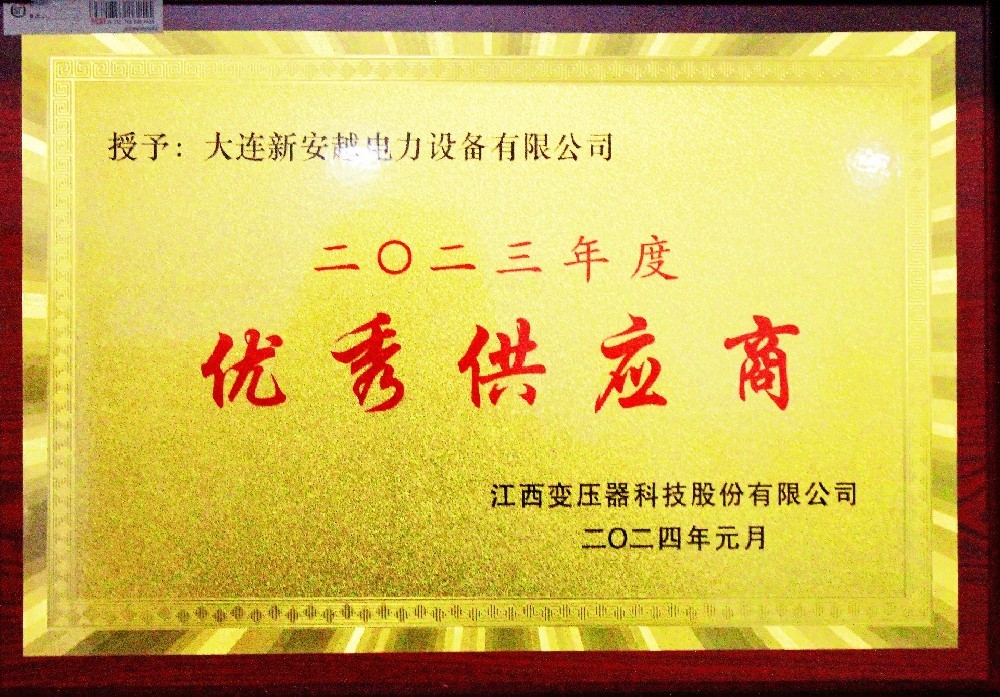 授予：大连新安越电力设备有限公司
二〇二三年度
优秀供应商
江西变压器科技股份有限公司
二〇二四年元月